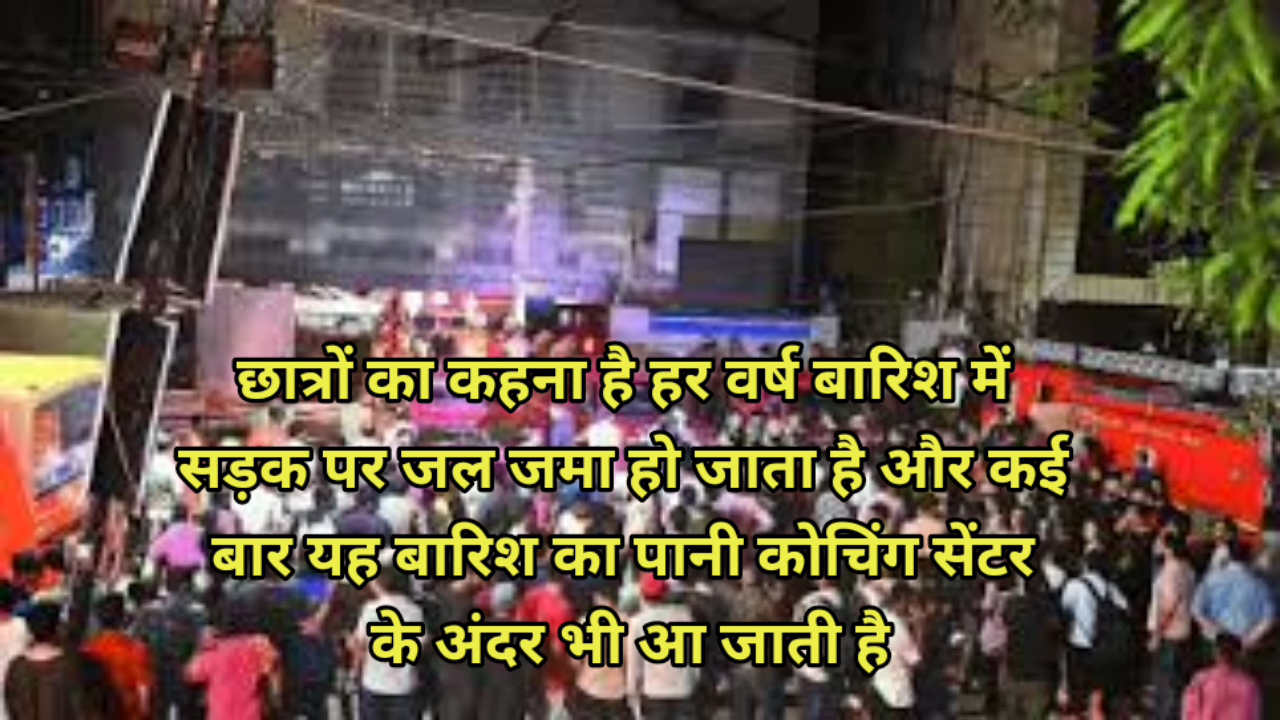 छात्रों का कहना है हर वर्ष बारिश में
सड़क पर जल जमा हो जाता है और कई
बार यह बारिश का पानी कोचिंग सेंटर
के अंदर भी आ जाती है